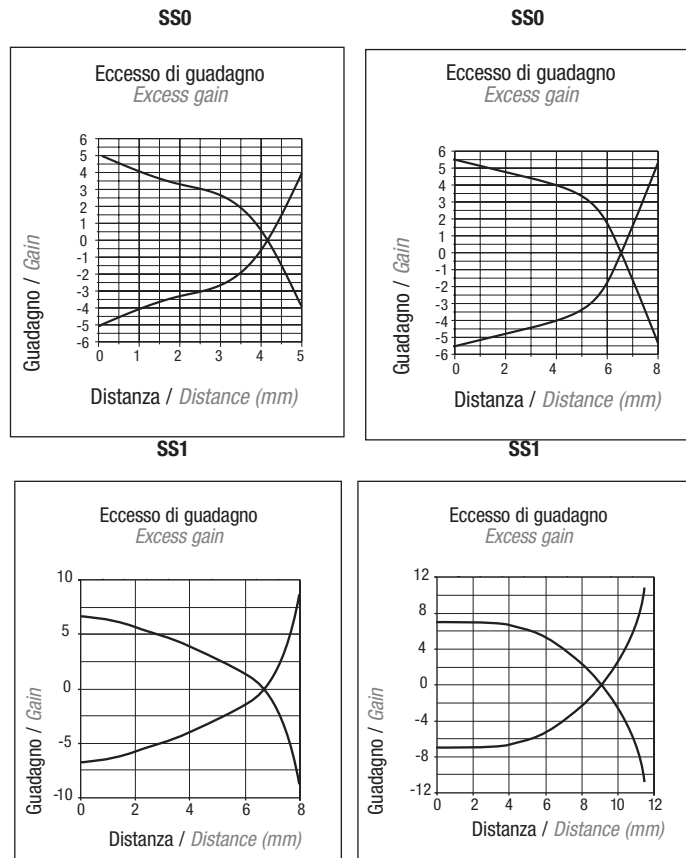 SS0
Eccesso di guadagno
Excess gain
6
5
4
3
2
1
0
-1
-2
-3
-4
-5
-6
0 1 2 3 4 5
Guadagno / Gain
Distanza / Distance (mm)
SS0
Eccesso di guadagno
Excess gain
6
5
4
3
2
1
0
-1
-2
-3
-4
-5
-6
0 2 4 6 8
Guadagno / Gain
Distanza / Distance (mm)
SS1
Eccesso di guadagno
Excess gain
10
5
0
-5
-10
0 2 4 6 8
Guadagno / Gain
Distanza / Distance (mm)
SS1
Eccesso di guadagno
Excess gain
12
8
4
0
-4
-8
-12
0 2 4 6 8 10 12
Guadagno / Gain
Distanza / Distance (mm)